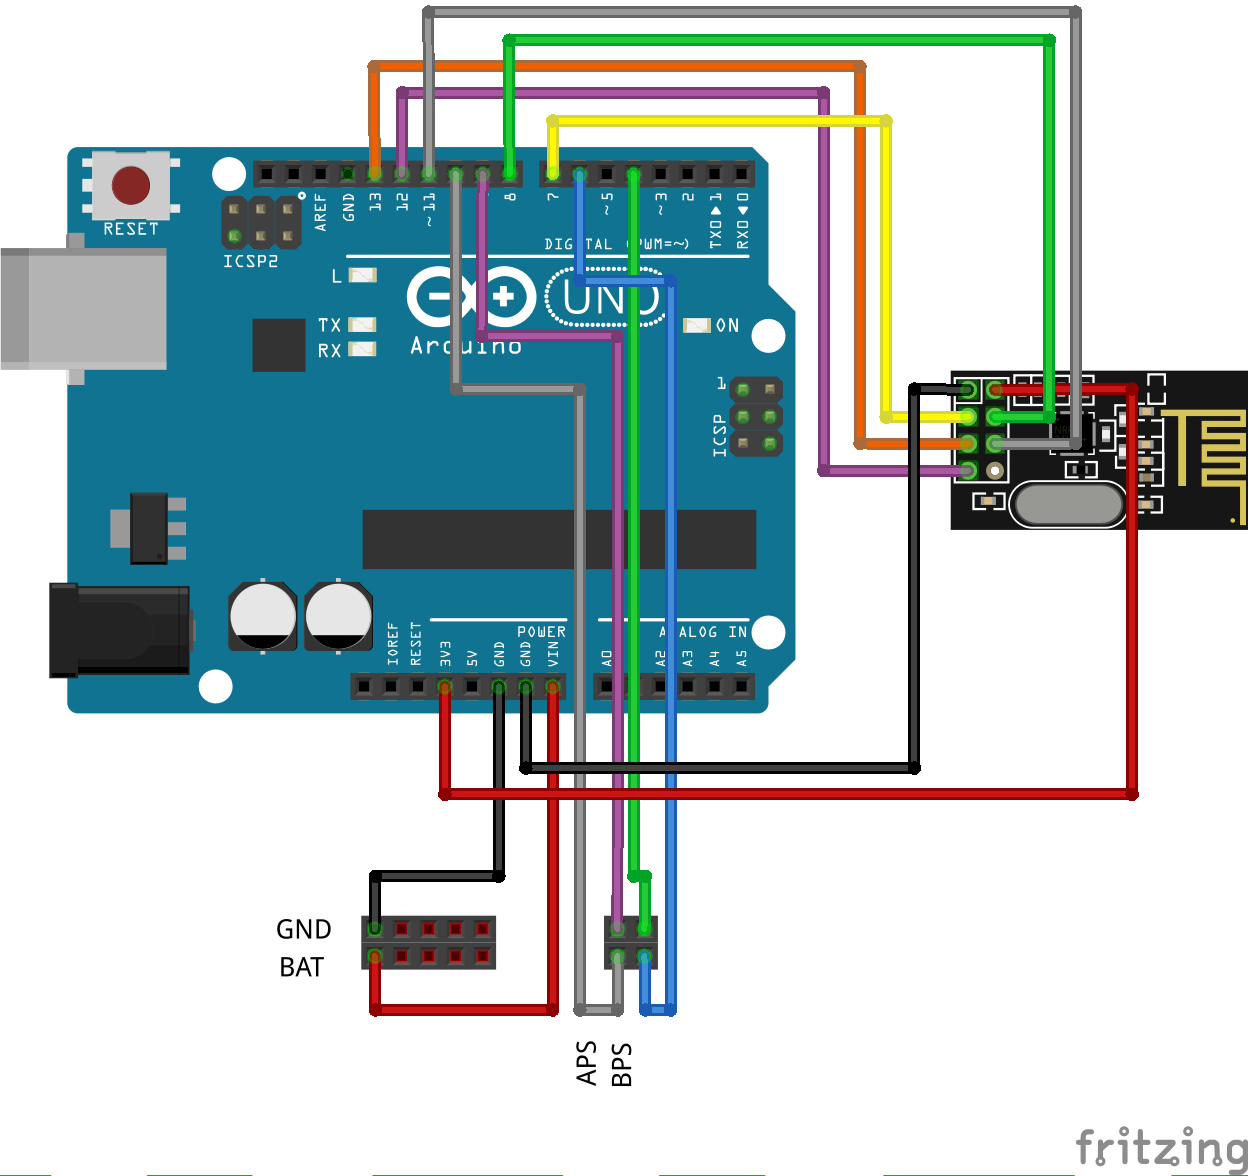 RESET
ICSP2
AREF
GND
13
12
~11
8
7
~5
~3
2
TX0▶1
RX0◀0
DIGITAL (PWM=~)
L
TX
RX
UNO
Arduino
ON
1
ICSP
IOREF
RESET
3V3
5V
GND
GND
VIN
POWER
A0
A2
A3
A4
A5
ANALOG IN
GND
BAT
APS
BPS
fritzing